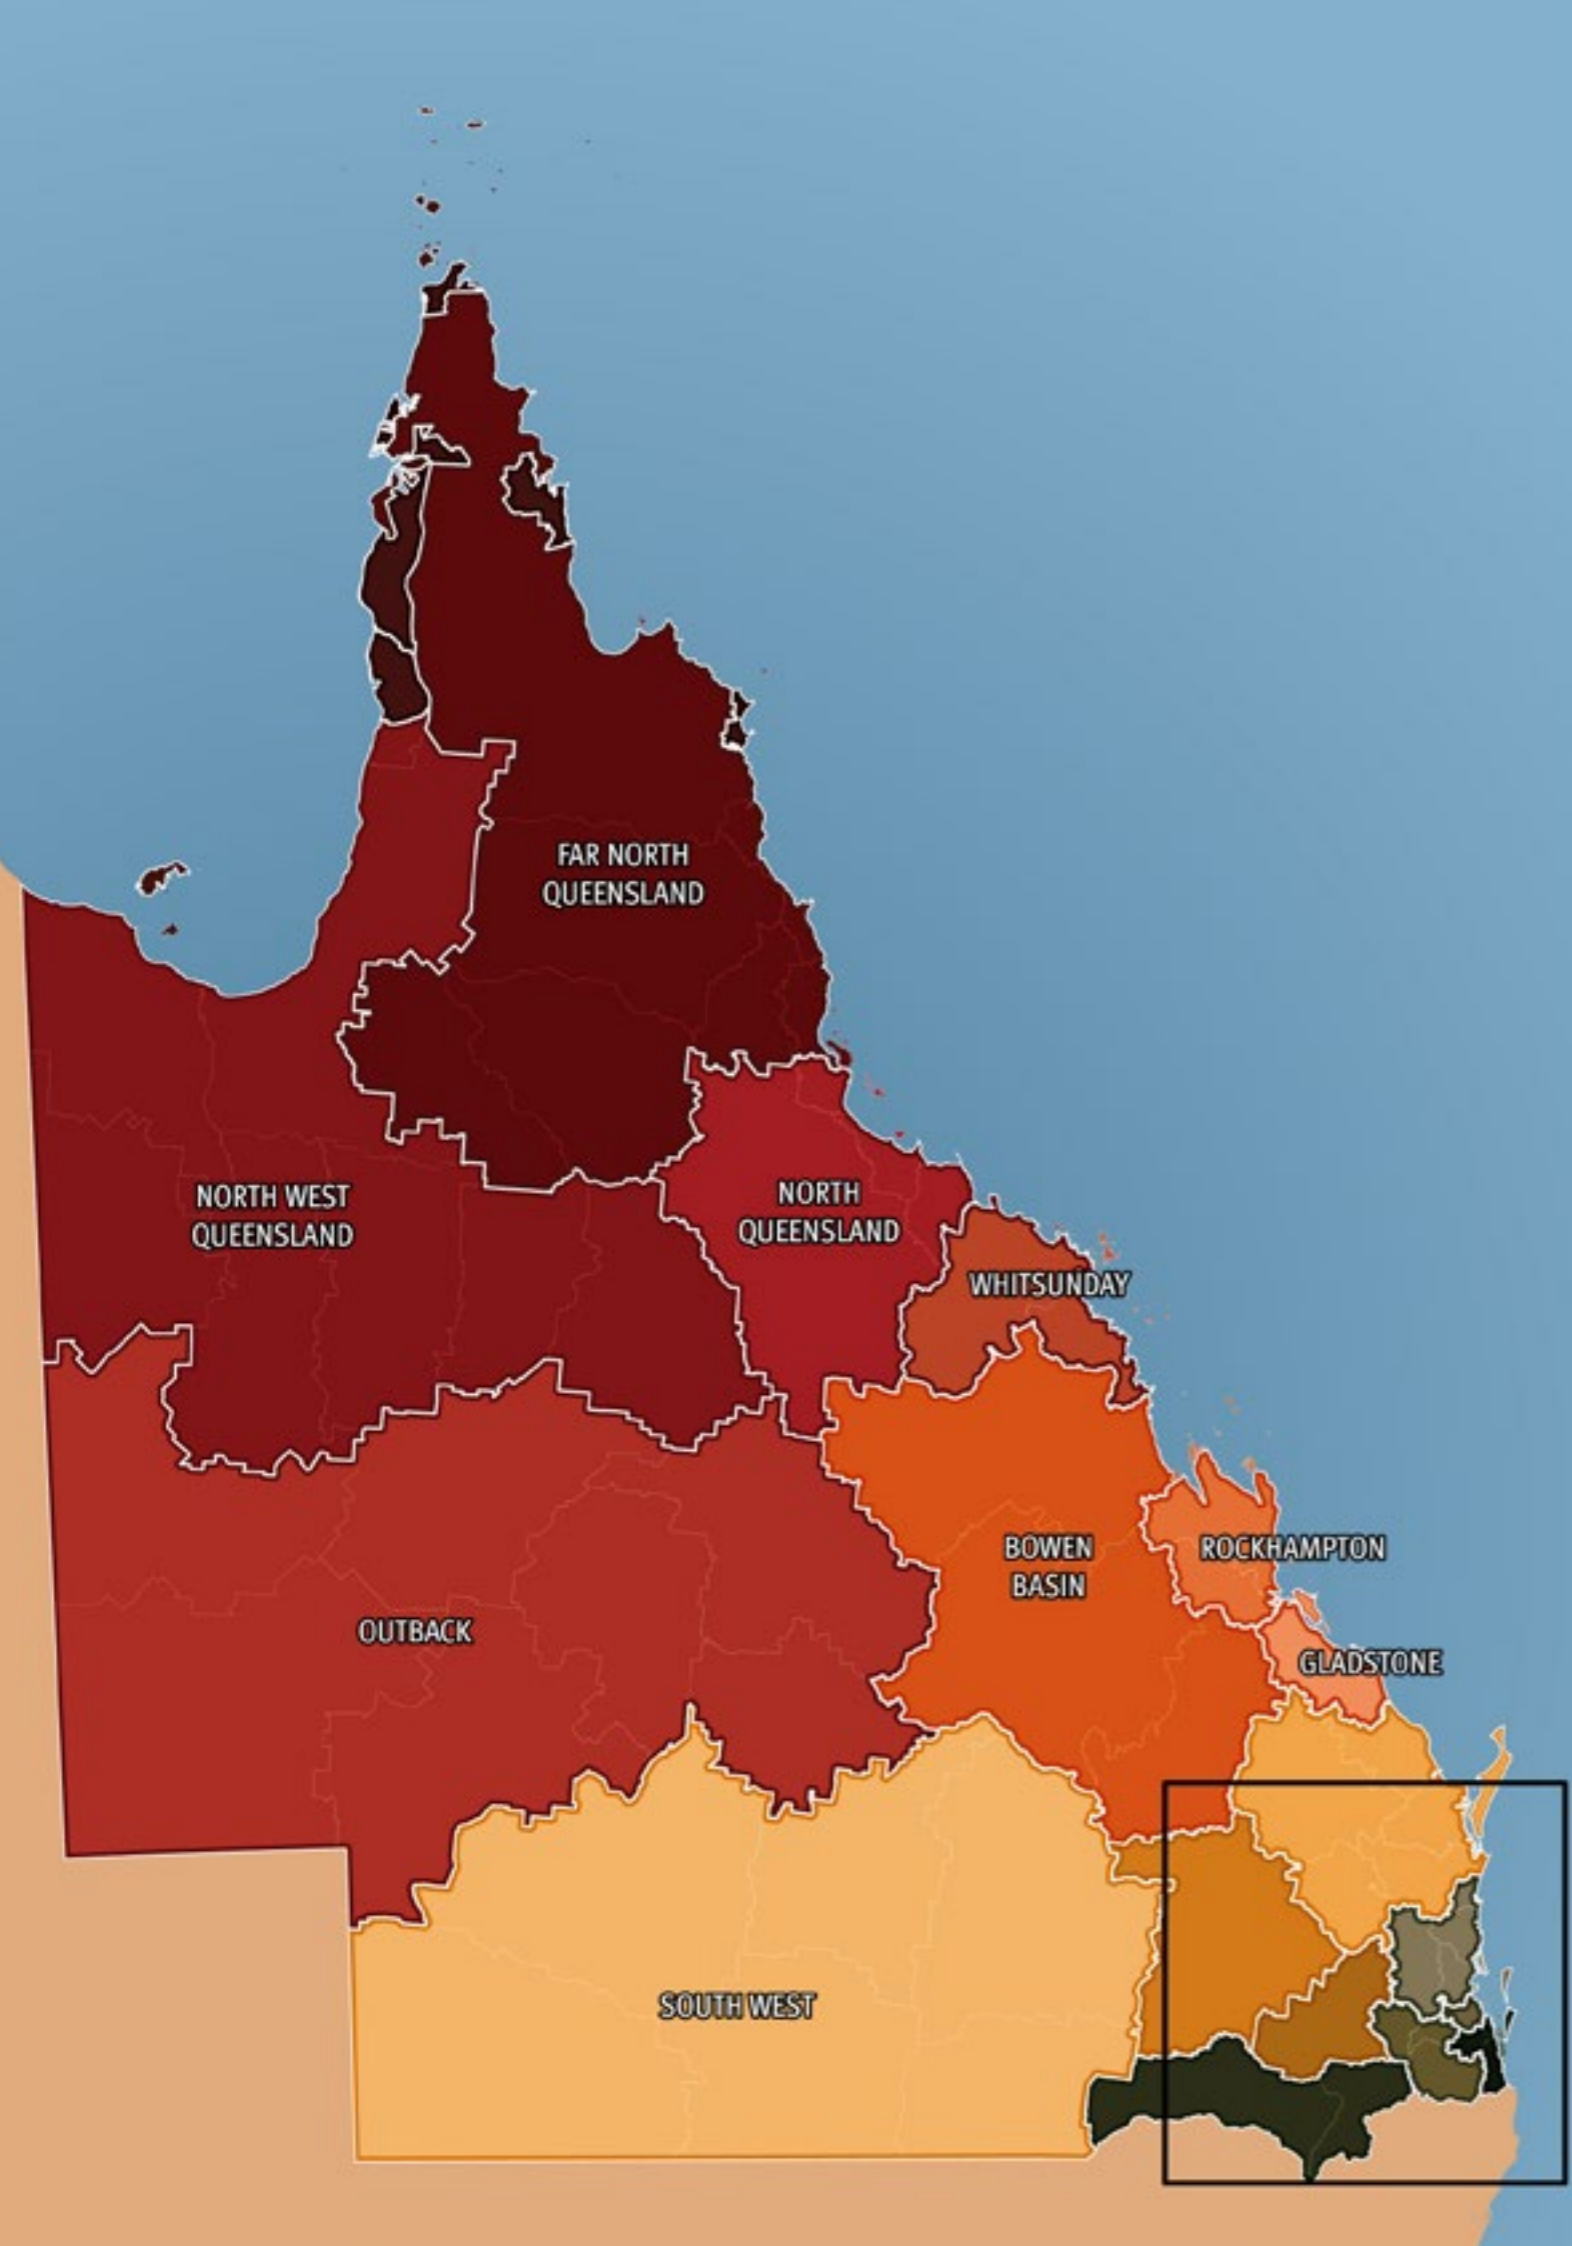 FAR NORTH
QUEENSLAND
NORTH WEST
QUEENSLAND
NORTH
QUEENSLAND
WHITSUNDAY
BOWEN
BASIN
ROCKHAMPTON
OUTBACK
GLADSTONE
SOUTH WEST